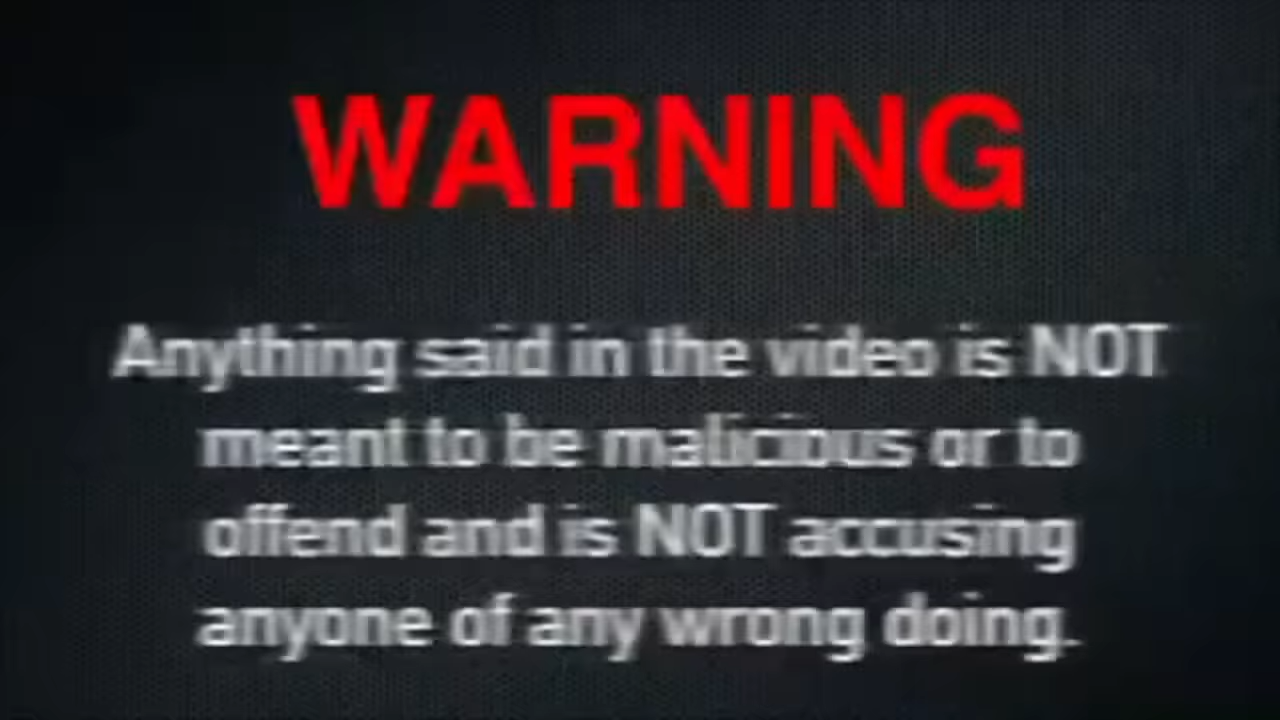 WARNING
Anything said in the video is NOT
meant to be malicious or to
offend and is NOT accusing
anyone of any wrong doing.